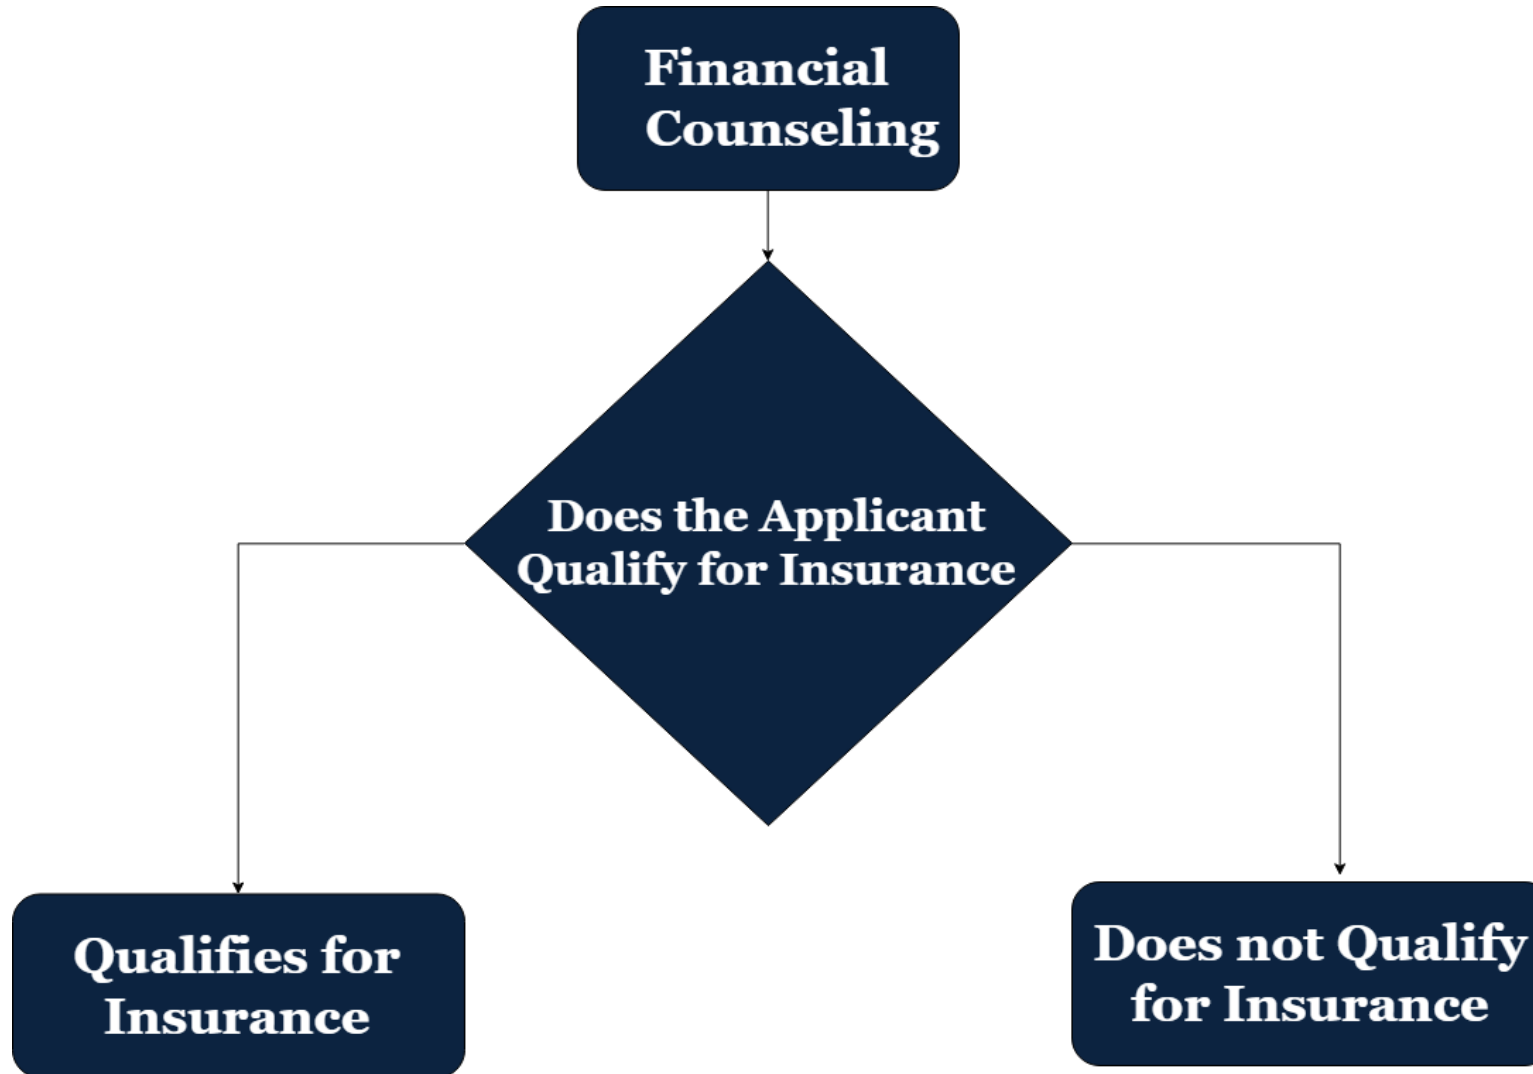 Financial
Counseling
Does the Applicant
Qualify for Insurance
Qualifies for
Insurance
Does not Qualify
for Insurance